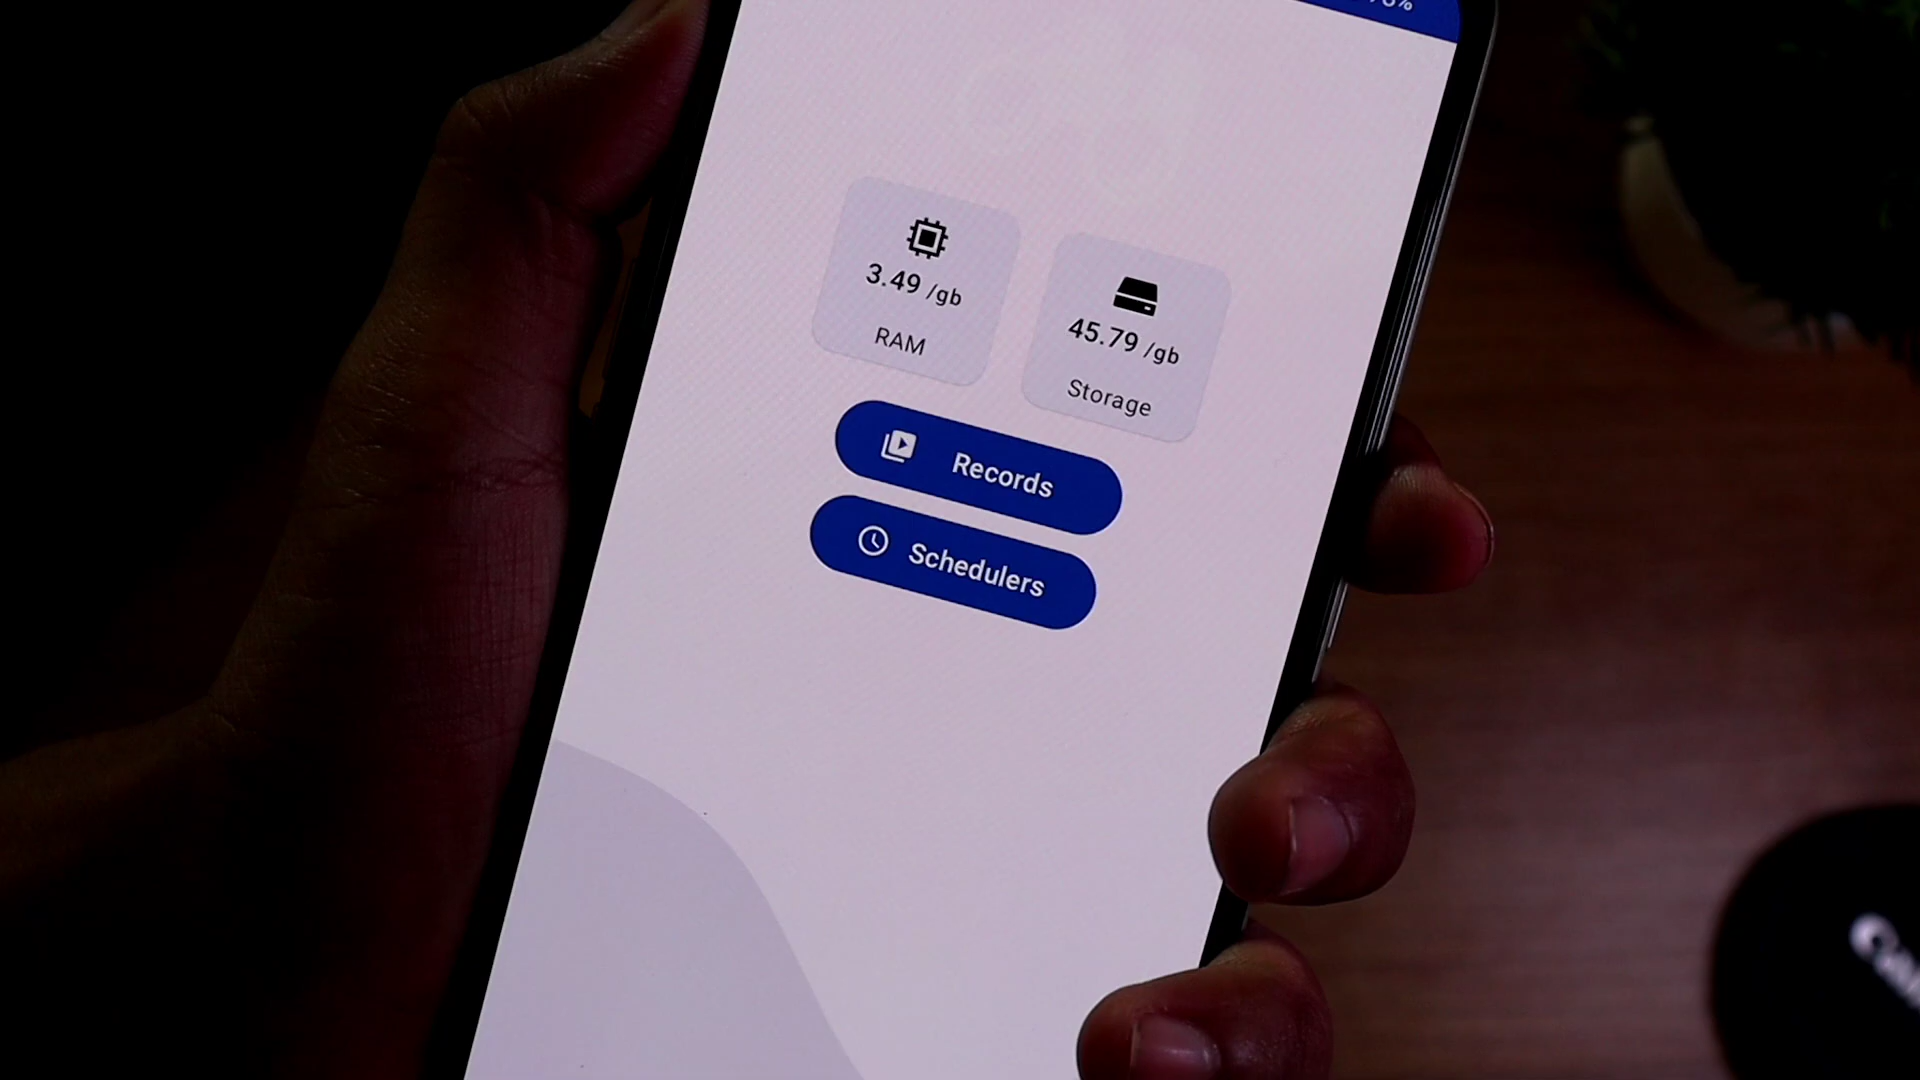 3.49 /gb
RAM
45.79 /gb
Storage
Records
Schedulers